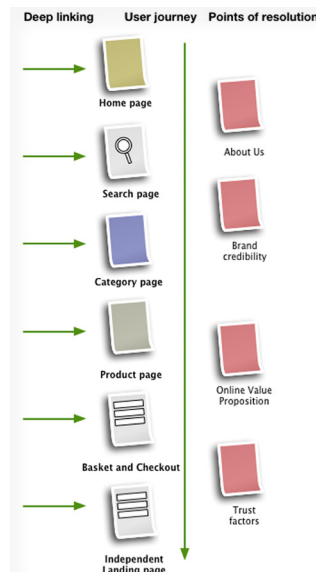 Deep linking
User journey
Points of resolution
Home page
About Us
Search page
Brand
credibility
Category page
Product page
Online Value
Proposition
Basket and Checkout
Trust
factors
Independent
Landing page